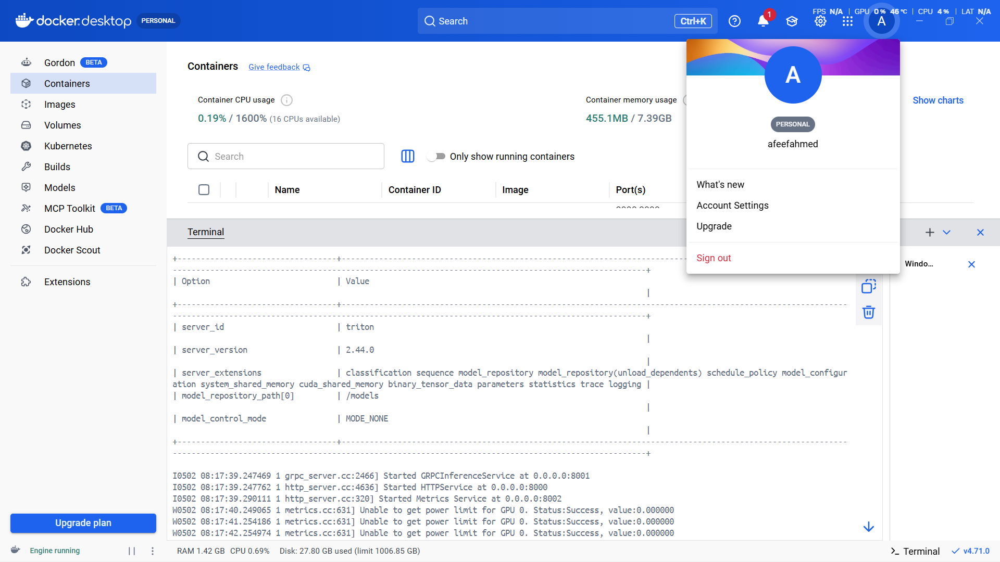 docker.desktop PERSONAL
Search Ctrl+K
1
FPS N/A | GPU 0% 46°C | CPU 4% | LAT N/A
A
Gordon BETA
Containers
Images
Volumes
Kubernetes
Builds
Models
MCP Toolkit BETA
Docker Hub
Docker Scout
Extensions
Upgrade plan
Containers Give feedback
Container CPU usage
0.19% / 1600% (16 CPUs available)
Container memory usage
455.1MB / 7.39GB
Show charts
Search
Only show running containers
Name Container ID Image Port(s)
A
PERSONAL
afeefahmed
What's new
Account Settings
Upgrade
Sign out
Terminal
Windo...
| Option | Value
|
| server_id | triton
|
| server_version | 2.44.0
|
| server_extensions | classification sequence model_repository model_repository(unload_dependents) schedule_policy model_configur
ation system_shared_memory cuda_shared_memory binary_tensor_data parameters statistics trace logging |
| model_repository_path[0] | /models
|
| model_control_mode | MODE_NONE
|
I0502 08:17:39.247469 1 grpc_server.cc:2466] Started GRPCInferenceService at 0.0.0.0:8001
I0502 08:17:39.247762 1 http_server.cc:4636] Started HTTPService at 0.0.0.0:8000
I0502 08:17:39.290111 1 http_server.cc:320] Started Metrics Service at 0.0.0.0:8002
W0502 08:17:40.249065 1 metrics.cc:631] Unable to get power limit for GPU 0. Status:Success, value:0.000000
W0502 08:17:41.254186 1 metrics.cc:631] Unable to get power limit for GPU 0. Status:Success, value:0.000000
W0502 08:17:42.254974 1 metrics.cc:631] Unable to get power limit for GPU 0. Status:Success, value:0.000000
Engine running
RAM 1.42 GB CPU 0.69% Disk: 27.80 GB used (limit 1006.85 GB)
Terminal
v4.71.0